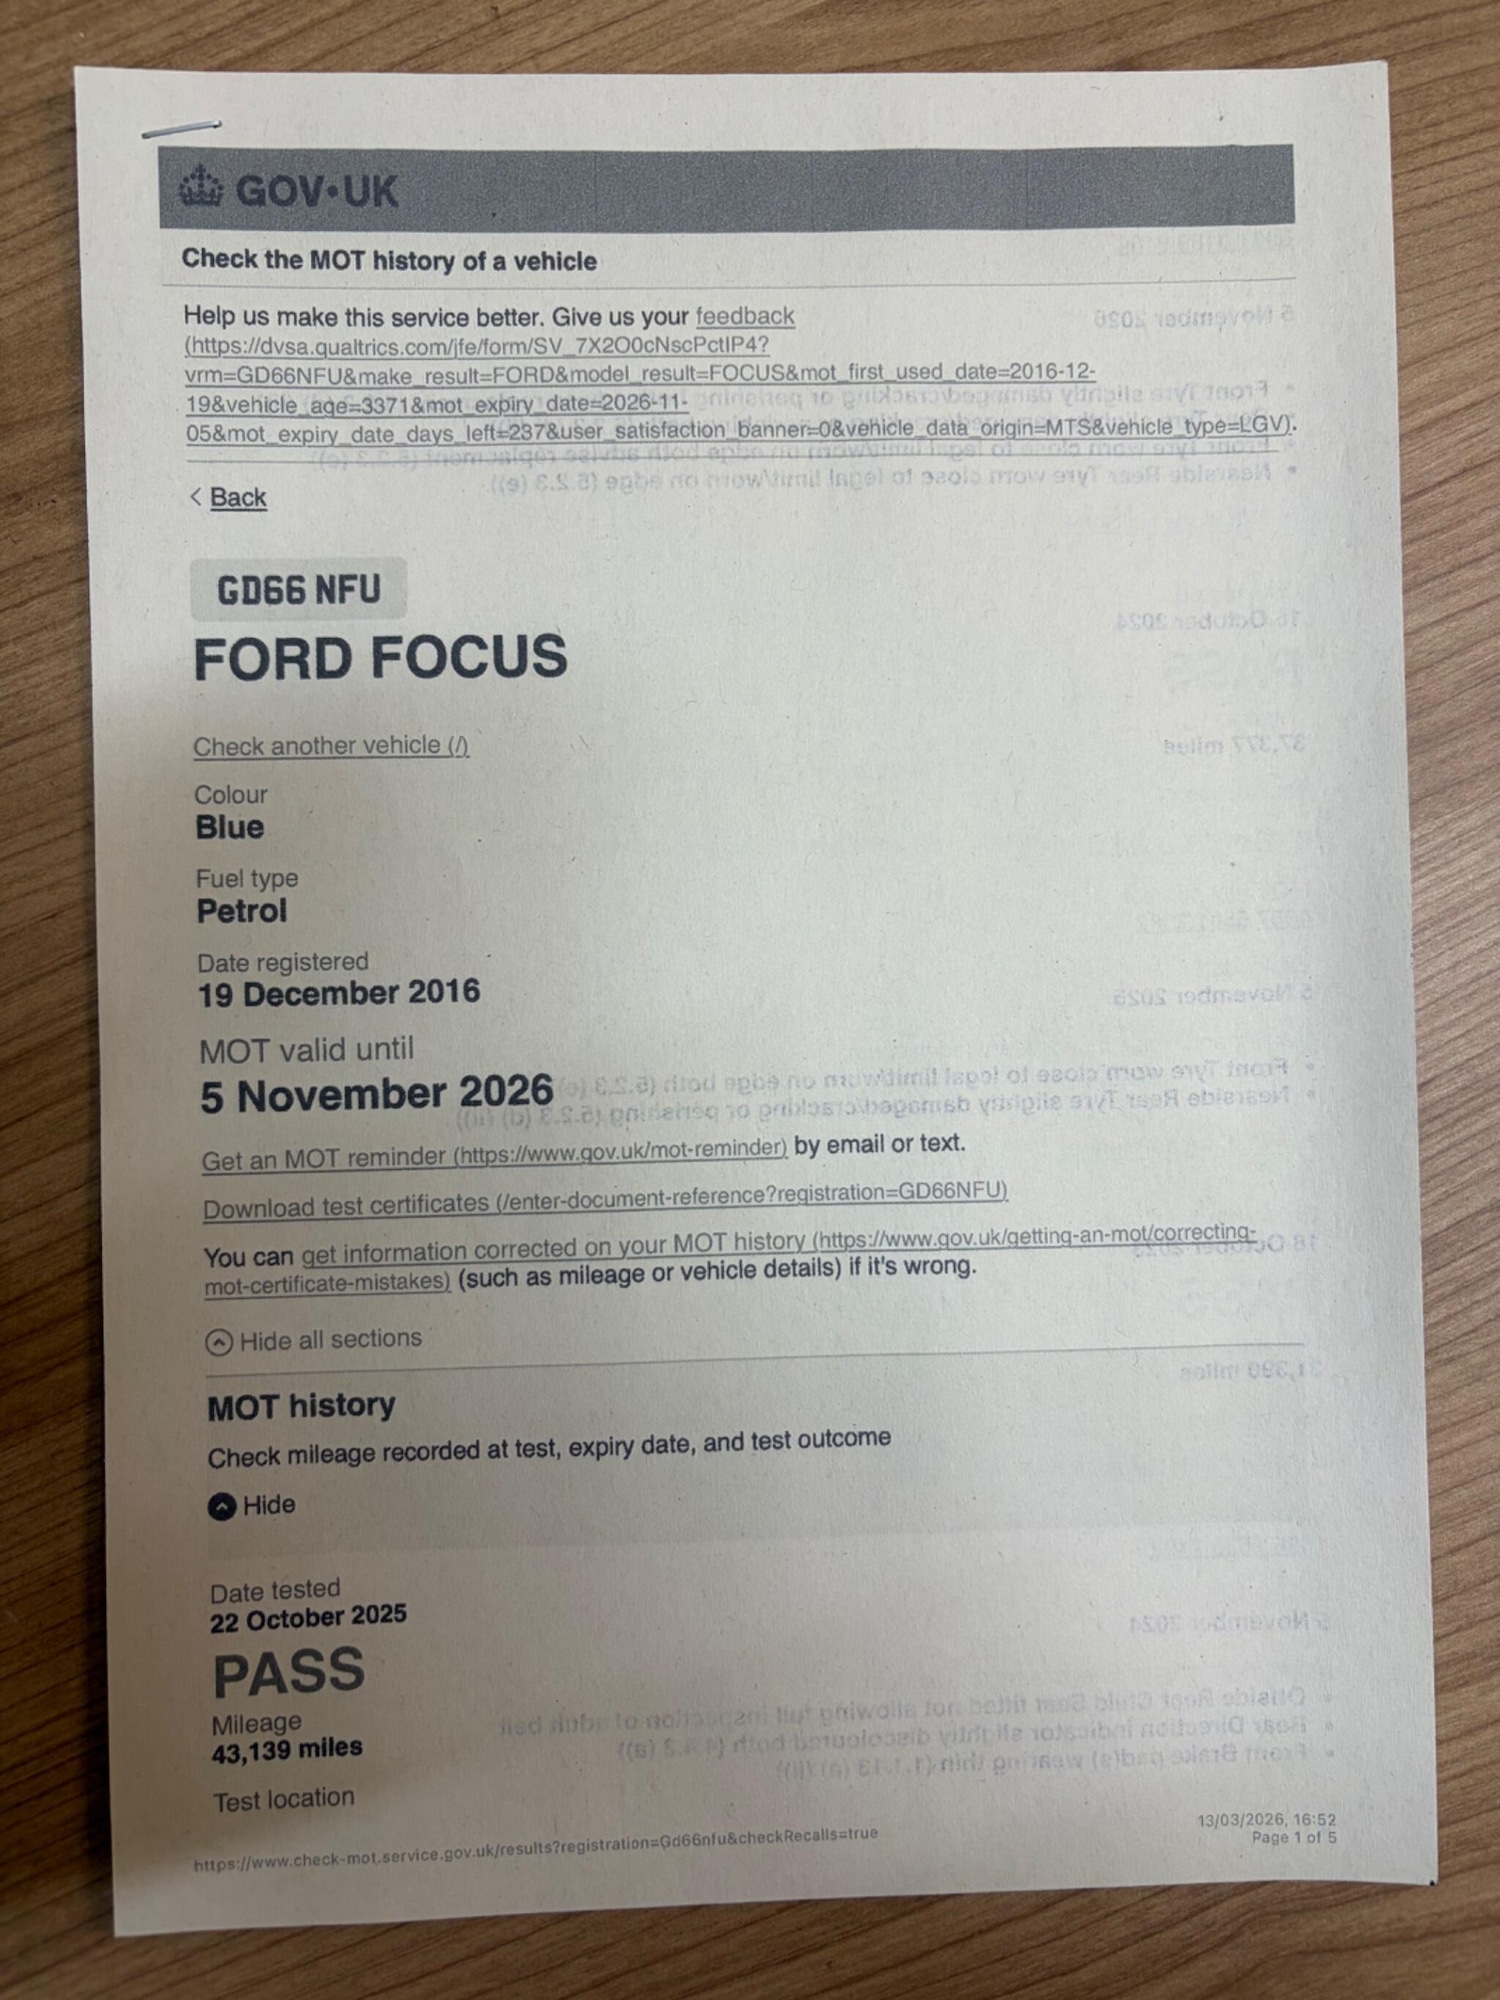 GOV·UK
Check the MOT history of a vehicle
Help us make this service better. Give us your feedback
(https://dvsa.qualtrics.com/jfe/form/SV_7X2O0cNscPctIP4?
vrm=GD66NFU&make_result=FORD&model_result=FOCUS&mot_first_used_date=2016-12-
19&vehicle_age=3371&mot_expiry_date=2026-11-
05&mot_expiry_date_days_left=237&user_satisfaction_banner=0&vehicle_data_origin=MTS&vehicle_type=LGV).
< Back
GD66 NFU
FORD FOCUS
Check another vehicle (/)
Colour
Blue
Fuel type
Petrol
Date registered
19 December 2016
MOT valid until
5 November 2026
Get an MOT reminder (https://www.gov.uk/mot-reminder) by email or text.
Download test certificates (/enter-document-reference?registration=GD66NFU)
You can get information corrected on your MOT history (https://www.gov.uk/getting-an-mot/correcting-
mot-certificate-mistakes) (such as mileage or vehicle details) if it's wrong.
Hide all sections
MOT history
Check mileage recorded at test, expiry date, and test outcome
Hide
Date tested
22 October 2025
PASS
Mileage
43,139 miles
Test location
https://www.check-mot.service.gov.uk/results?registration=Gd66nfu&checkRecalls=true
13/03/2026, 16:52
Page 1 of 5